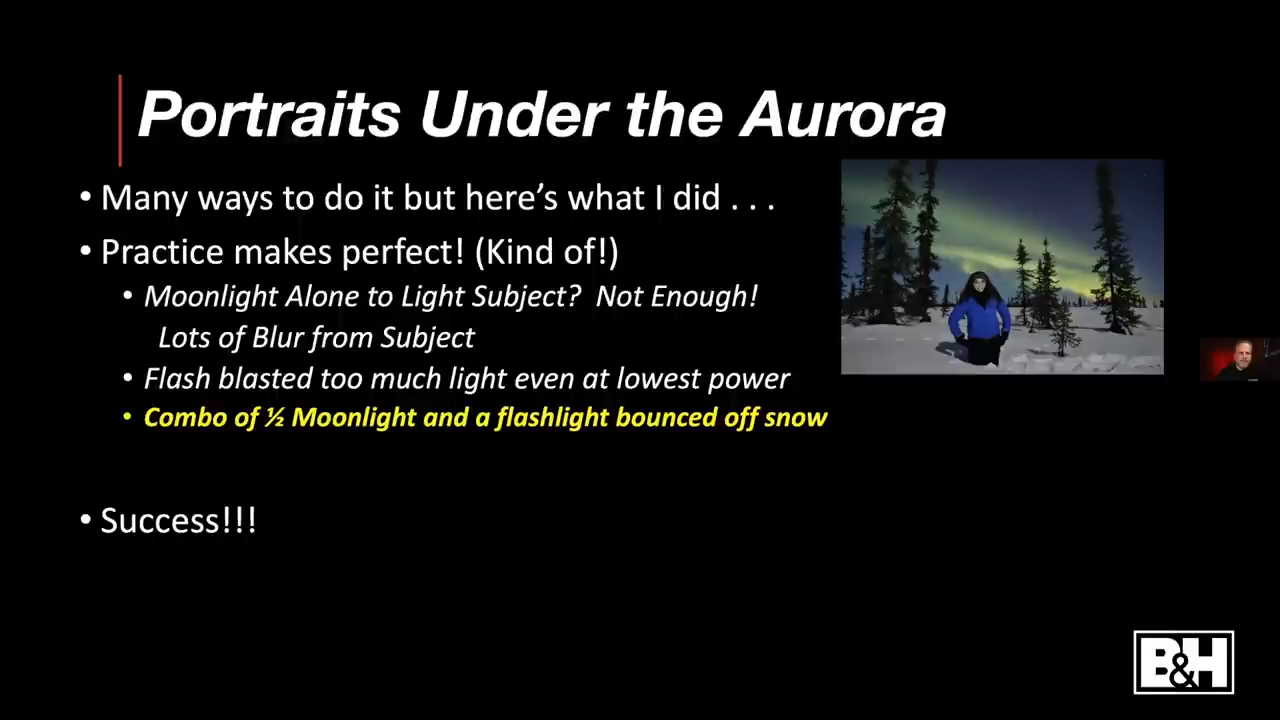 Portraits Under the Aurora
• Many ways to do it but here’s what I did . . .
• Practice makes perfect! (Kind of!)
• Moonlight Alone to Light Subject?  Not Enough!
Lots of Blur from Subject
• Flash blasted too much light even at lowest power
• Combo of ½ Moonlight and a flashlight bounced off snow
• Success!!!
B&H